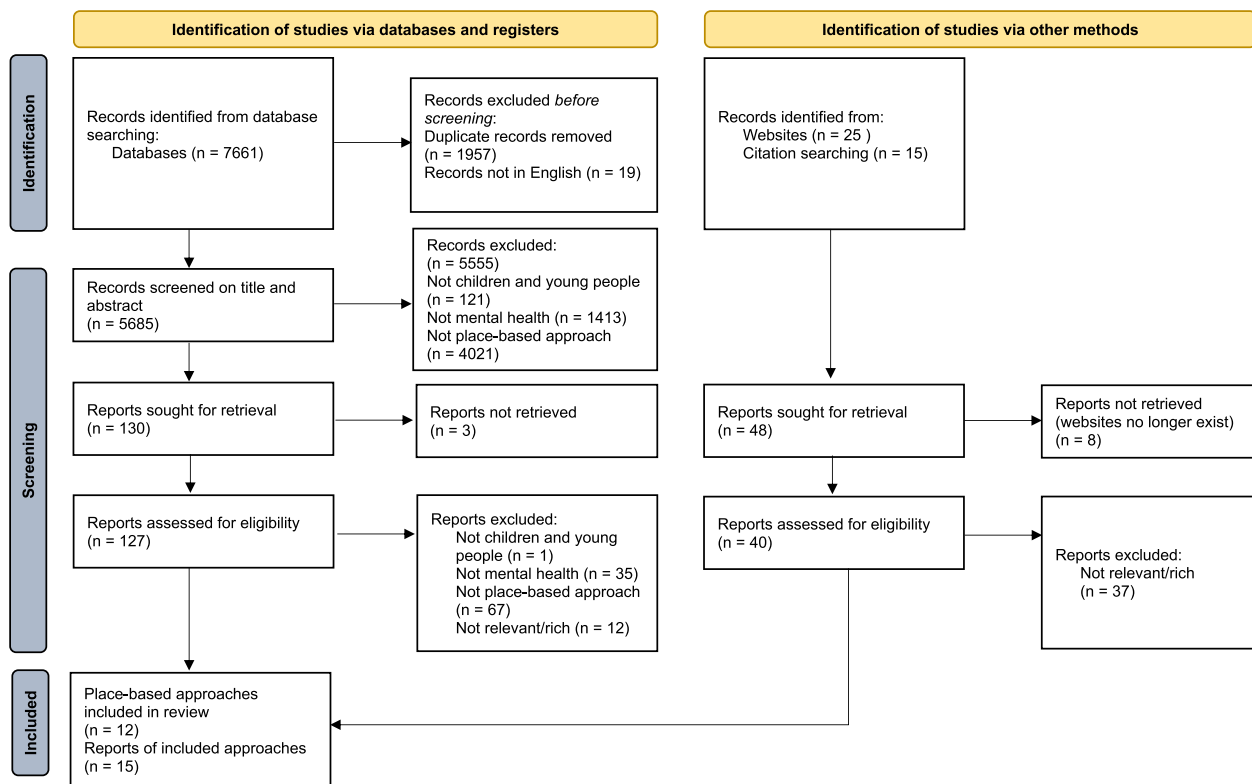 Identification of studies via databases and registers
Identification of studies via other methods
Identification
Records identified from database
searching:
Databases (n = 7661)
Records excluded before
screening:
Duplicate records removed
(n = 1957)
Records not in English (n = 19)
Records identified from:
Websites (n = 25 )
Citation searching (n = 15)
Screening
Records screened on title and
abstract
(n = 5685)
Records excluded:
(n = 5555)
Not children and young people
(n = 121)
Not mental health (n = 1413)
Not place-based approach
(n = 4021)
Reports sought for retrieval
(n = 130)
Reports not retrieved
(n = 3)
Reports sought for retrieval
(n = 48)
Reports not retrieved
(websites no longer exist)
(n = 8)
Reports assessed for eligibility
(n = 127)
Reports excluded:
Not children and young
people (n = 1)
Not mental health (n = 35)
Not place-based approach
(n = 67)
Not relevant/rich (n = 12)
Reports assessed for eligibility
(n = 40)
Reports excluded:
Not relevant/rich
(n = 37)
Included
Place-based approaches
included in review
(n = 12)
Reports of included approaches
(n = 15)